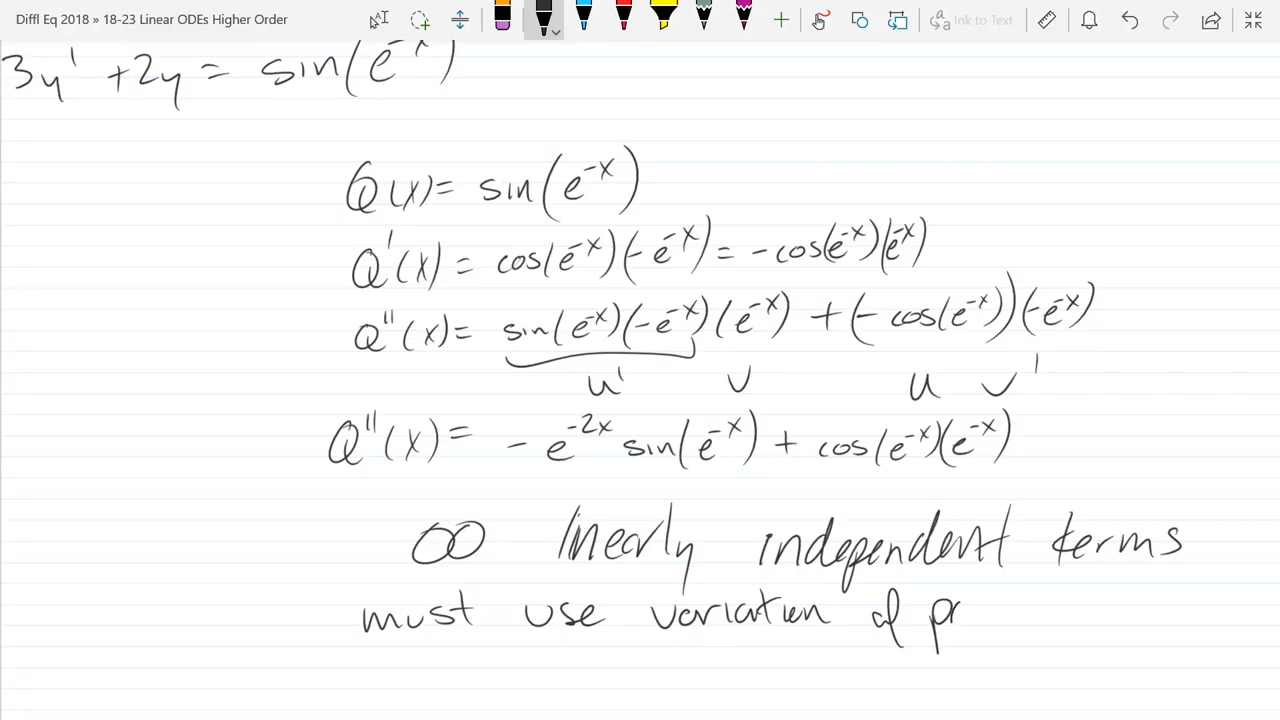 Diffl Eq 2018 » 18-23 Linear ODEs Higher Order
Ink to Text
3y' + 2y = sin(e^-x)
Q(x) = sin(e^-x)
Q'(x) = cos(e^-x)(-e^-x) = -cos(e^-x)(e^-x)
Q''(x) = sin(e^-x)(-e^-x)(e^-x) + (-cos(e^-x))(-e^-x)
u' v u v'
Q''(x) = -e^-2x sin(e^-x) + cos(e^-x)(e^-x)
∞ linearly independent terms
must use variation of pr